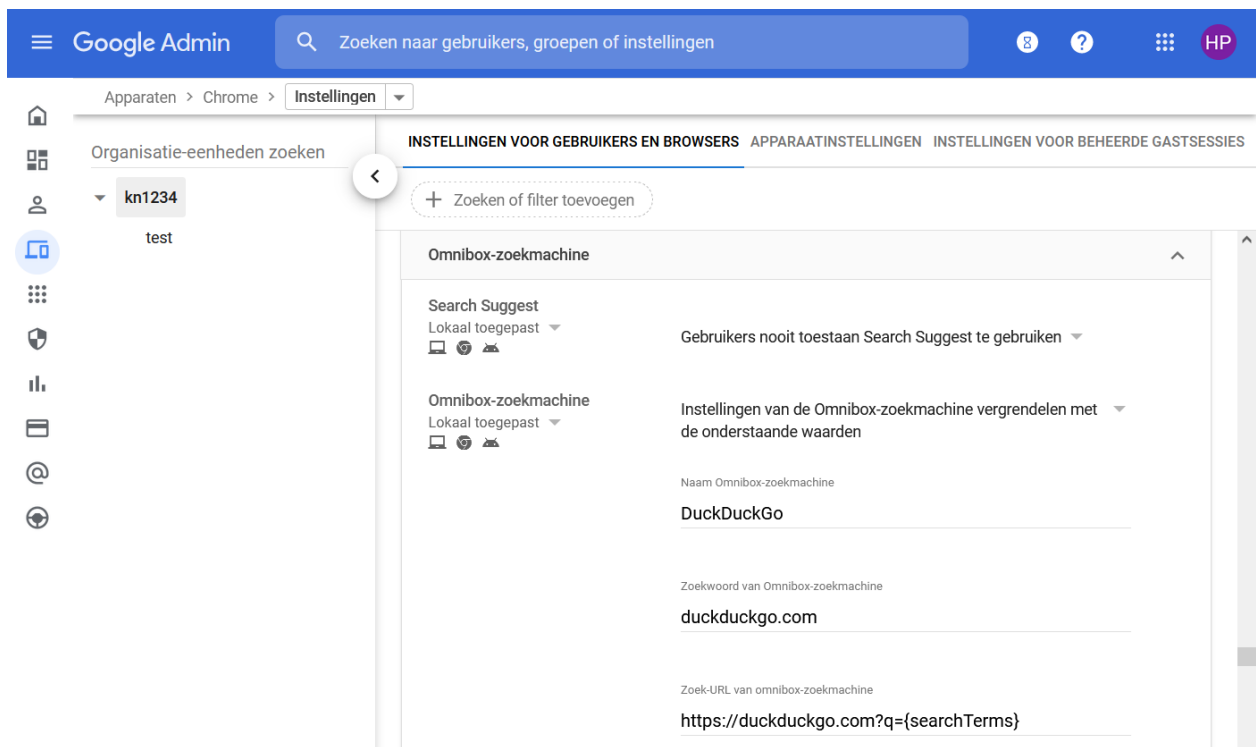 Google Admin
Zoeken naar gebruikers, groepen of instellingen
HP
Apparaten > Chrome > Instellingen
Organisatie-eenheden zoeken
kn1234
test
INSTELLINGEN VOOR GEBRUIKERS EN BROWSERS APPARAATINSTELLINGEN INSTELLINGEN VOOR BEHEERDE GASTSESSIES
Zoeken of filter toevoegen
Omnibox-zoekmachine
Search Suggest
Lokaal toegepast
Gebruikers nooit toestaan Search Suggest te gebruiken
Omnibox-zoekmachine
Lokaal toegepast
Instellingen van de Omnibox-zoekmachine vergrendelen met
de onderstaande waarden
Naam Omnibox-zoekmachine
DuckDuckGo
Zoekwoord van Omnibox-zoekmachine
duckduckgo.com
Zoek-URL van omnibox-zoekmachine
https://duckduckgo.com?q={searchTerms}